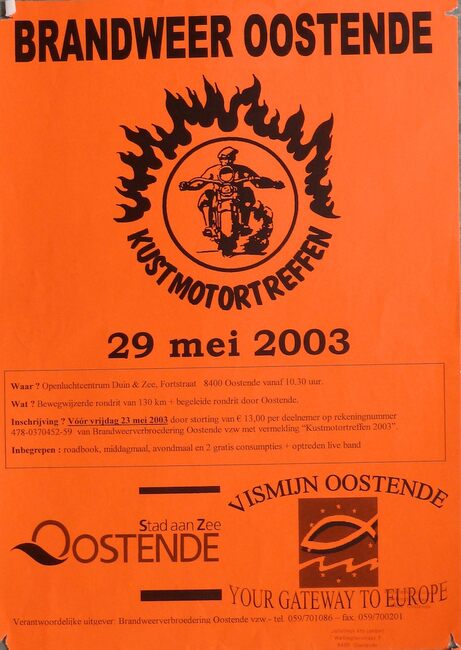 BRANDWEER OOSTENDE
KUSTMOTORTREFFEN
29 mei 2003
Waar ? Openluchtcentrum Duin & Zee, Fortstraat 8400 Oostende vanaf 10.30 uur.
Wat ? Bewegwijzerde rondrit van 130 km + begeleide rondrit door Oostende.
Inschrijving ? Vóór vrijdag 23 mei 2003 door storting van € 13,00 per deelnemer op rekeningnummer
478-0370452-59 van Brandweerverbroedering Oostende vzw met vermelding "Kustmotortreffen 2003".
Inbegrepen : roadbook, middagmaal, avondmaal en 2 gratis consumpties + optreden live band
Stad aan Zee
OOSTENDE
VISMIJN OOSTENDE
YOUR GATEWAY TO EUROPE
Verantwoordelijke uitgever: Brandweerverbroedering Oostende vzw.- tel. 059/701086 – fax. 059/700201